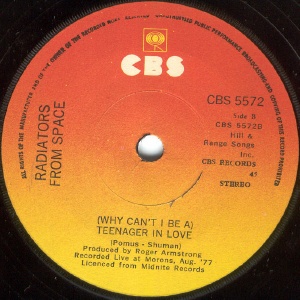 ALL RIGHTS OF THE MANUFACTURER AND OF THE OWNER OF THE RECORDED WORK RESERVED UNAUTHORISED PUBLIC PERFORMANCE BROADCASTING AND COPYING OF THIS RECORD PROHIBITED
CBS
CBS 5572
Side B
CBS 5572B
Hill &
Range Songs
Inc.
CBS RECORDS
45
STEREO
RADIATORS
FROM SPACE
(WHY CAN'T I BE A)
TEENAGER IN LOVE
(Pomus - Shuman)
Produced by Roger Armstrong
Recorded Live at Morens, Aug. '77
Licenced from Midnite Records